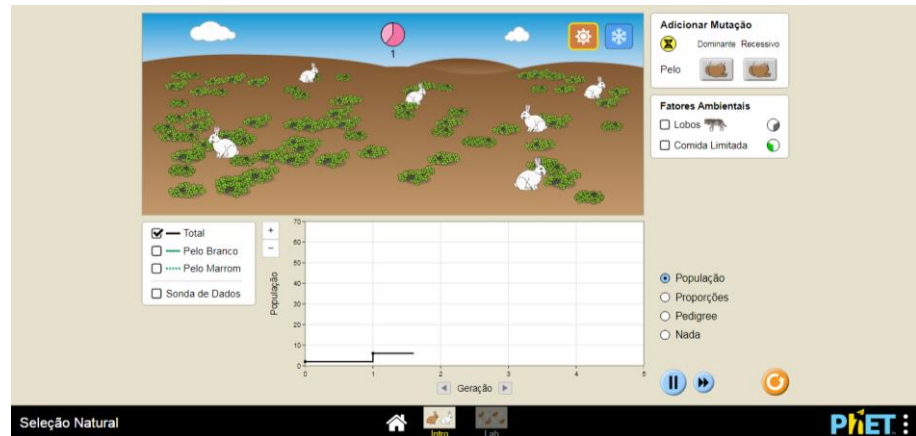 1
Adicionar Mutação
Dominante Recessivo
Pelo
Fatores Ambientais
Lobos
Comida Limitada
Total
Pelo Branco
Pelo Marrom
Sonda de Dados
+
−
População
70
60
50
40
30
20
10
0
0 1 2 3 4 5
Geração
População
Proporções
Pedigree
Nada
Seleção Natural
Intro
Lab
PhET